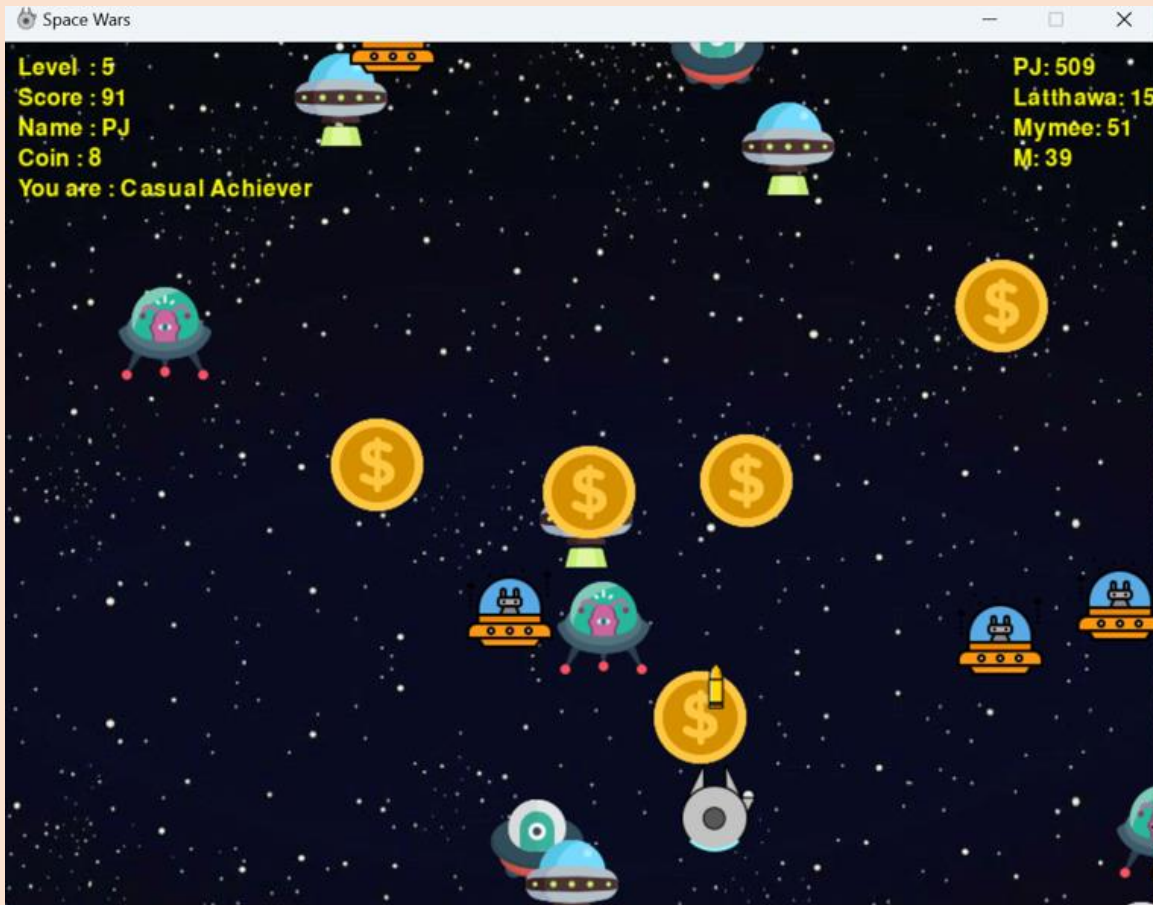 Space Wars
Level : 5
Score : 91
Name : PJ
Coin : 8
You are : Casual Achiever
PJ: 509
Latthawa: 15
Mymee: 51
M: 39
$
$
$
$
$